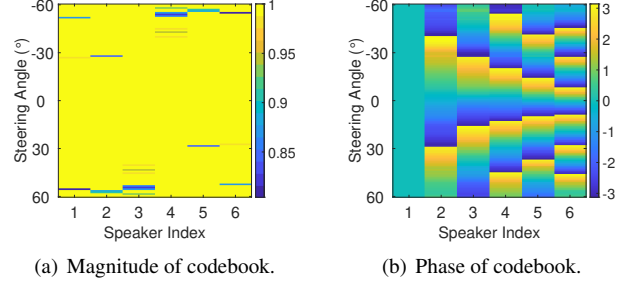 -60
-30
0
30
60
Steering Angle (°)
1 2 3 4 5 6
Speaker Index
1
0.95
0.9
0.85
(a) Magnitude of codebook.
-60
-30
0
30
60
Steering Angle (°)
1 2 3 4 5 6
Speaker Index
3
2
1
0
-1
-2
-3
(b) Phase of codebook.